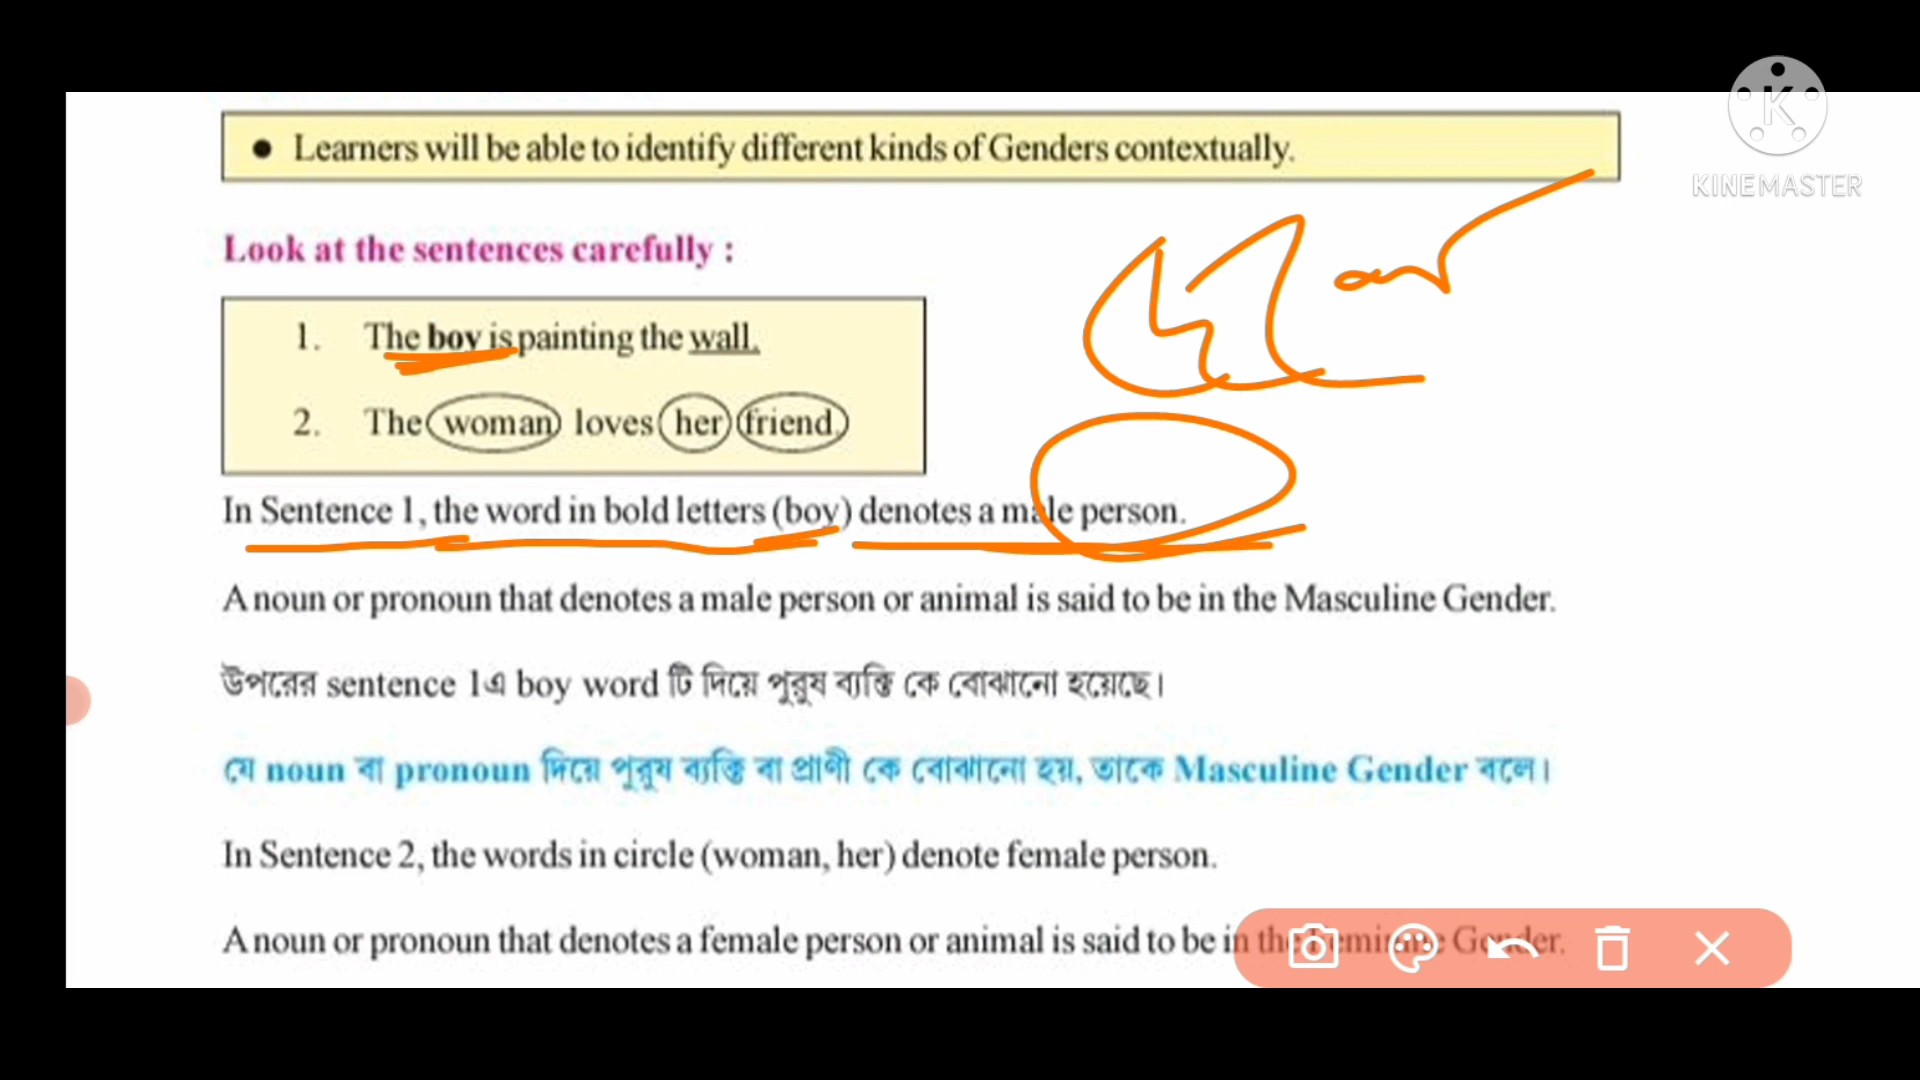 KINEMASTER
• Learners will be able to identify different kinds of Genders contextually.
Look at the sentences carefully :
1. The boy is painting the wall.
2. The woman loves her friend.
In Sentence 1, the word in bold letters (boy) denotes a male person.
A noun or pronoun that denotes a male person or animal is said to be in the Masculine Gender.
উপরের sentence 1এ boy word টি দিয়ে পুরুষ ব্যক্তি কে বোঝানো হয়েছে।
যে noun বা pronoun দিয়ে পুরুষ ব্যক্তি বা প্রাণী কে বোঝানো হয়, তাকে Masculine Gender বলে।
In Sentence 2, the words in circle (woman, her) denote female person.
A noun or pronoun that denotes a female person or animal is said to be in the Feminine Gender.